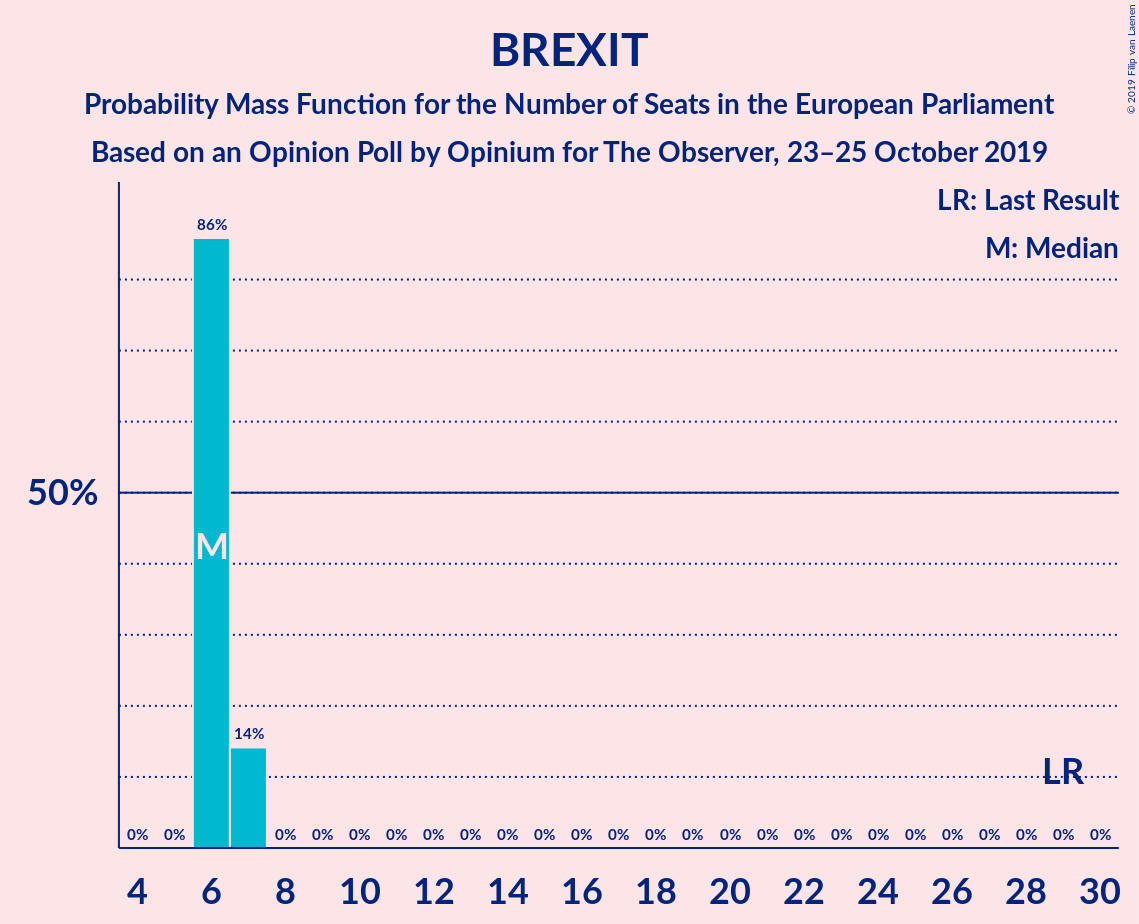 BREXIT
Probability Mass Function for the Number of Seats in the European Parliament
Based on an Opinion Poll by Opinium for The Observer, 23–25 October 2019
© 2019 Filip van Laenen
LR: Last Result
M: Median
86%
50%
M
14%
LR
0% 0% 0% 0% 0% 0% 0% 0% 0% 0% 0% 0% 0% 0% 0% 0% 0% 0% 0% 0% 0% 0% 0% 0% 0%
4 6 8 10 12 14 16 18 20 22 24 26 28 30